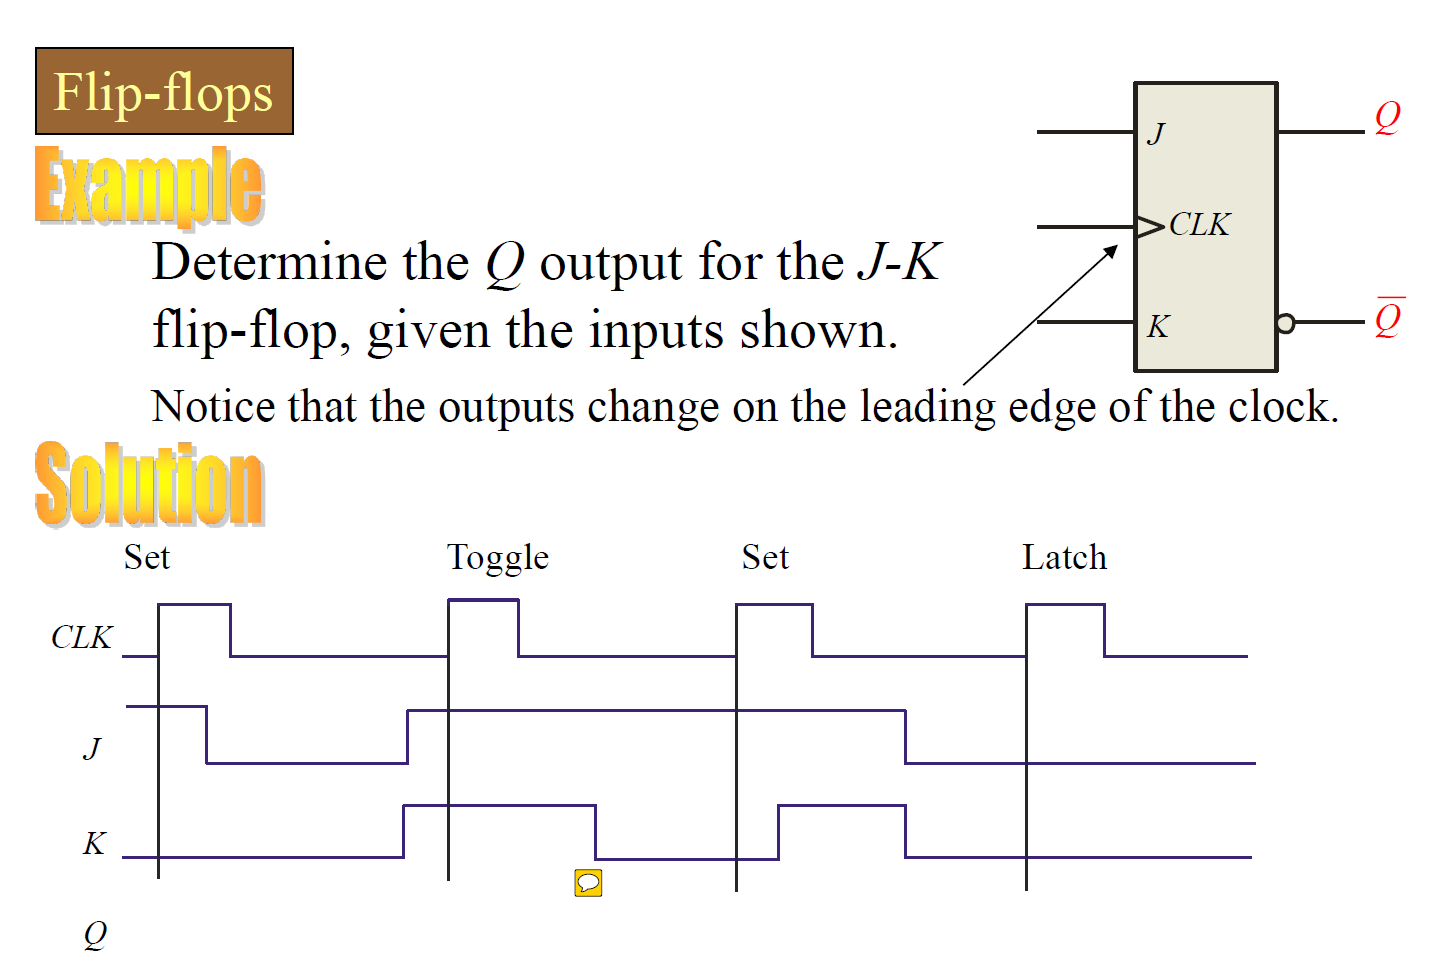 Flip-flops
Example
Determine the Q output for the J-K
flip-flop, given the inputs shown.
Notice that the outputs change on the leading edge of the clock.
J
Q
CLK
K
Q̅
Solution
Set Toggle Set Latch
CLK
J
K
Q